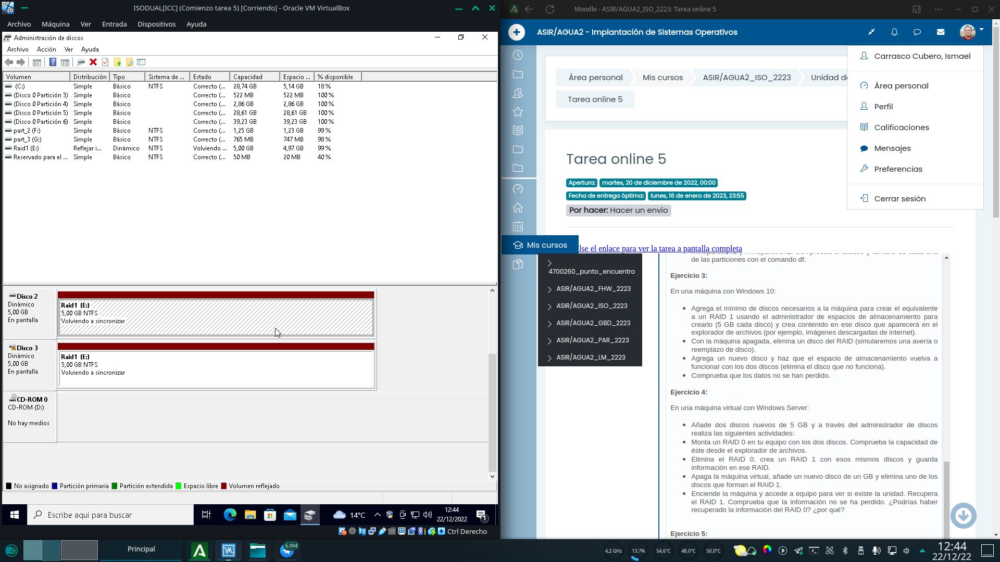 ISODUAL[ICC] (Comienzo tarea 5) [Corriendo] - Oracle VM VirtualBox
Archivo Máquina Ver Entrada Dispositivos Ayuda
Administración de discos
Archivo Acción Ver Ayuda
Volumen Distribución Tipo Sistema de ... Estado Capacidad Espacio ... % disponible
(C:) Simple Básico NTFS Correcto (... 28,74 GB 5,14 GB 18 %
(Disco 0 Partición 3) Simple Básico Correcto (... 522 MB 522 MB 100 %
(Disco 0 Partición 4) Simple Básico Correcto (... 2,86 GB 2,86 GB 100 %
(Disco 0 Partición 5) Simple Básico Correcto (... 28,61 GB 28,61 GB 100 %
(Disco 0 Partición 6) Simple Básico Correcto (... 39,23 GB 39,23 GB 100 %
part_2 (F:) Simple Básico NTFS Correcto (... 1,25 GB 1,23 GB 99 %
part_3 (G:) Simple Básico NTFS Correcto (... 765 MB 747 MB 98 %
Raid1 (E:) Reflejar i... Dinámico NTFS Volviendo ... 5,00 GB 4,97 GB 99 %
Reservado para el ... Simple Básico NTFS Correcto (... 50 MB 20 MB 40 %
Disco 2
Dinámico
5,00 GB
En pantalla
Raid1 (E:)
5,00 GB NTFS
Volviendo a sincronizar
Disco 3
Dinámico
5,00 GB
En pantalla
Raid1 (E:)
5,00 GB NTFS
Volviendo a sincronizar
CD-ROM 0
CD-ROM (D:)
No hay medios
No asignado Partición primaria Partición extendida Espacio libre Volumen reflejado
Escribe aquí para buscar
14°C
12:44
22/12/2022
1
Ctrl Derecho
Moodle - ASIR/AGUA2_ISO_2223: Tarea online 5
ASIR/AGUA2 - Implantación de Sistemas Operativos
Carrasco Cubero, Ismael
Área personal
Perfil
Calificaciones
Mensajes
Preferencias
Cerrar sesión
Área personal Mis cursos ASIR/AGUA2_ISO_2223 Unidad de
Tarea online 5
Tarea online 5
Apertura: martes, 20 de diciembre de 2022, 00:00
Fecha de entrega óptima: lunes, 16 de enero de 2023, 23:55
Por hacer: Hacer un envío
Mis cursos
lse el enlace para ver la tarea a pantalla completa
4700260_punto_encuentro
ASIR/AGUA2_FHW_2223
ASIR/AGUA2_ISO_2223
ASIR/AGUA2_GBD_2223
ASIR/AGUA2_PAR_2223
ASIR/AGUA2_LM_2223
de las particiones con el comando df.
Ejercicio 3:
En una máquina con Windows 10:
Agrega el mínimo de discos necesarios a la máquina para crear el equivalente
a un RAID 1 usando el administrador de espacios de almacenamiento para
crearlo (5 GB cada disco) y crea contenido en ese disco que aparecerá en el
explorador de archivos (por ejemplo, imágenes descargadas de internet).
Con la máquina apagada, elimina un disco del RAID (simularemos una avería o
reemplazo de disco).
Agrega un nuevo disco y haz que el espacio de almacenamiento vuelva a
funcionar con los dos discos (elimina el disco que no funciona).
Comprueba que los datos no se han perdido.
Ejercicio 4:
En una máquina virtual con Windows Server:
Añade dos discos nuevos de 5 GB y a través del administrador de discos
realiza las siguientes actividades:
Monta un RAID 0 en tu equipo con los dos discos. Comprueba la capacidad de
éste desde el explorador de archivos.
Elimina el RAID 0, crea un RAID 1 con esos mismos discos y guarda
información en ese RAID.
Apaga la máquina virtual, añade un nuevo disco de un GB y elimina uno de los
discos que forman el RAID 1.
Enciende la máquina y accede a equipo para ver si existe la unidad. Recupera
el RAID 1. Comprueba que la información no se ha perdido. ¿Podrías haber
recuperado la información del RAID 0? ¿por qué?
Ejercicio 5:
Principal
6.094
4,2 GHz 13,7% 54,6°C 48,0°C 50,0°C
12:44
22/12/22